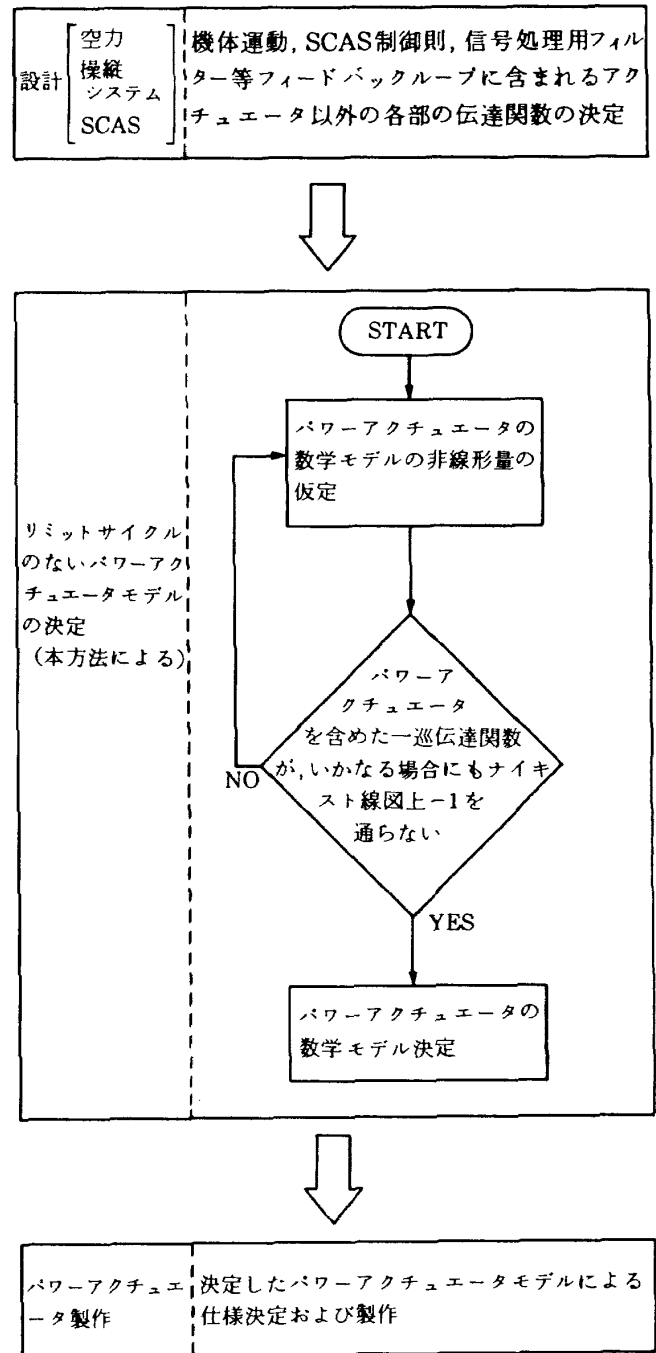 設計
空力
操縦
システム
SCAS
機体運動, SCAS制御則, 信号処理用フィル
ター等フィードバックループに含まれるアク
チュエータ以外の各部の伝達関数の決定
リミットサイクル
のないパワーアク
チュエータモデル
の決定
(本方法による)
START
パワーアクチュエータの
数学モデルの非線形量の
仮定
パワーア
クチュエータ
を含めた一巡伝達関数
が, いかなる場合にもナイキ
スト線図上-1を
通らない
NO
YES
パワーアクチュエータの
数学モデル決定
パワーアクチュエ
ータ製作
決定したパワーアクチュエータモデルによる
仕様決定および製作